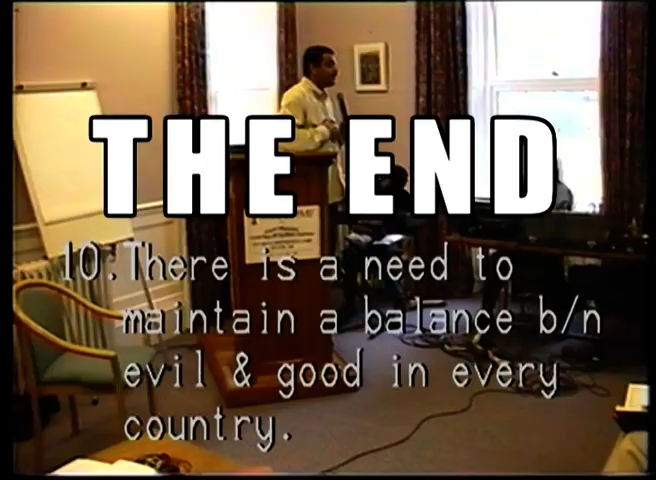 THE END
10.There is a need to
maintain a balance b/n
evil & good in every
country.